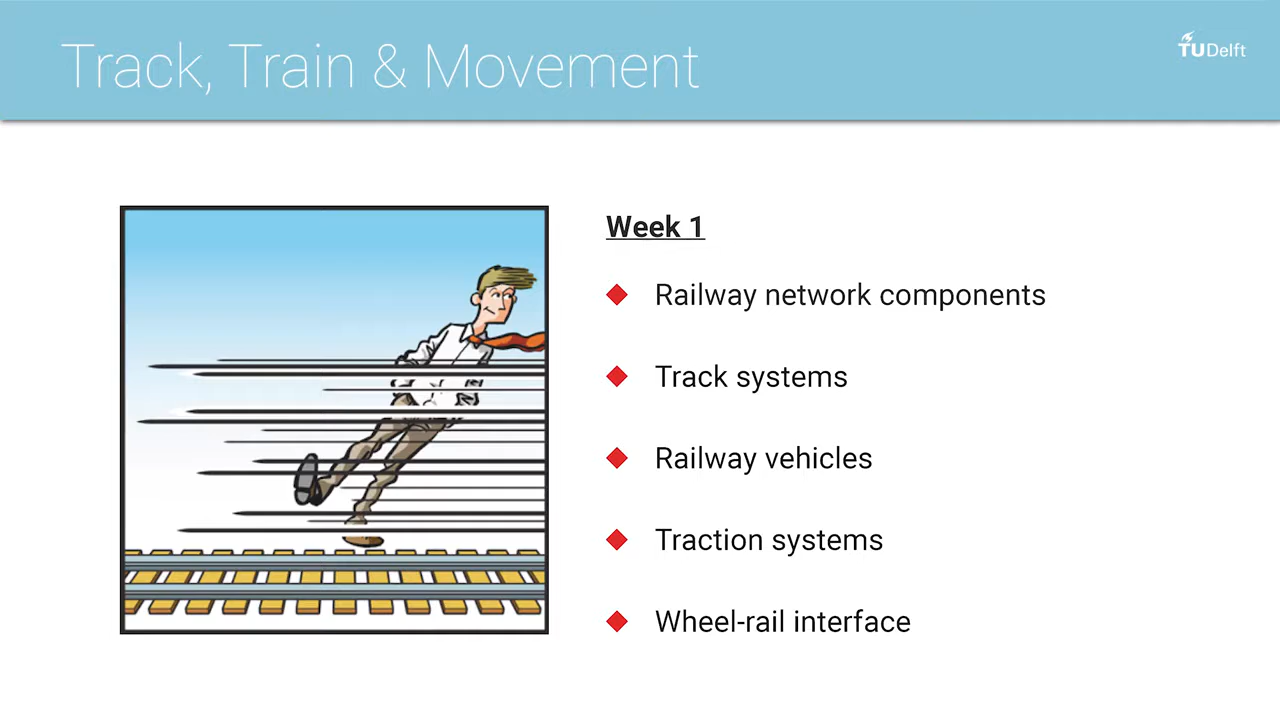 Track, Train & Movement
TUDelft
Week 1
Railway network components
Track systems
Railway vehicles
Traction systems
Wheel-rail interface